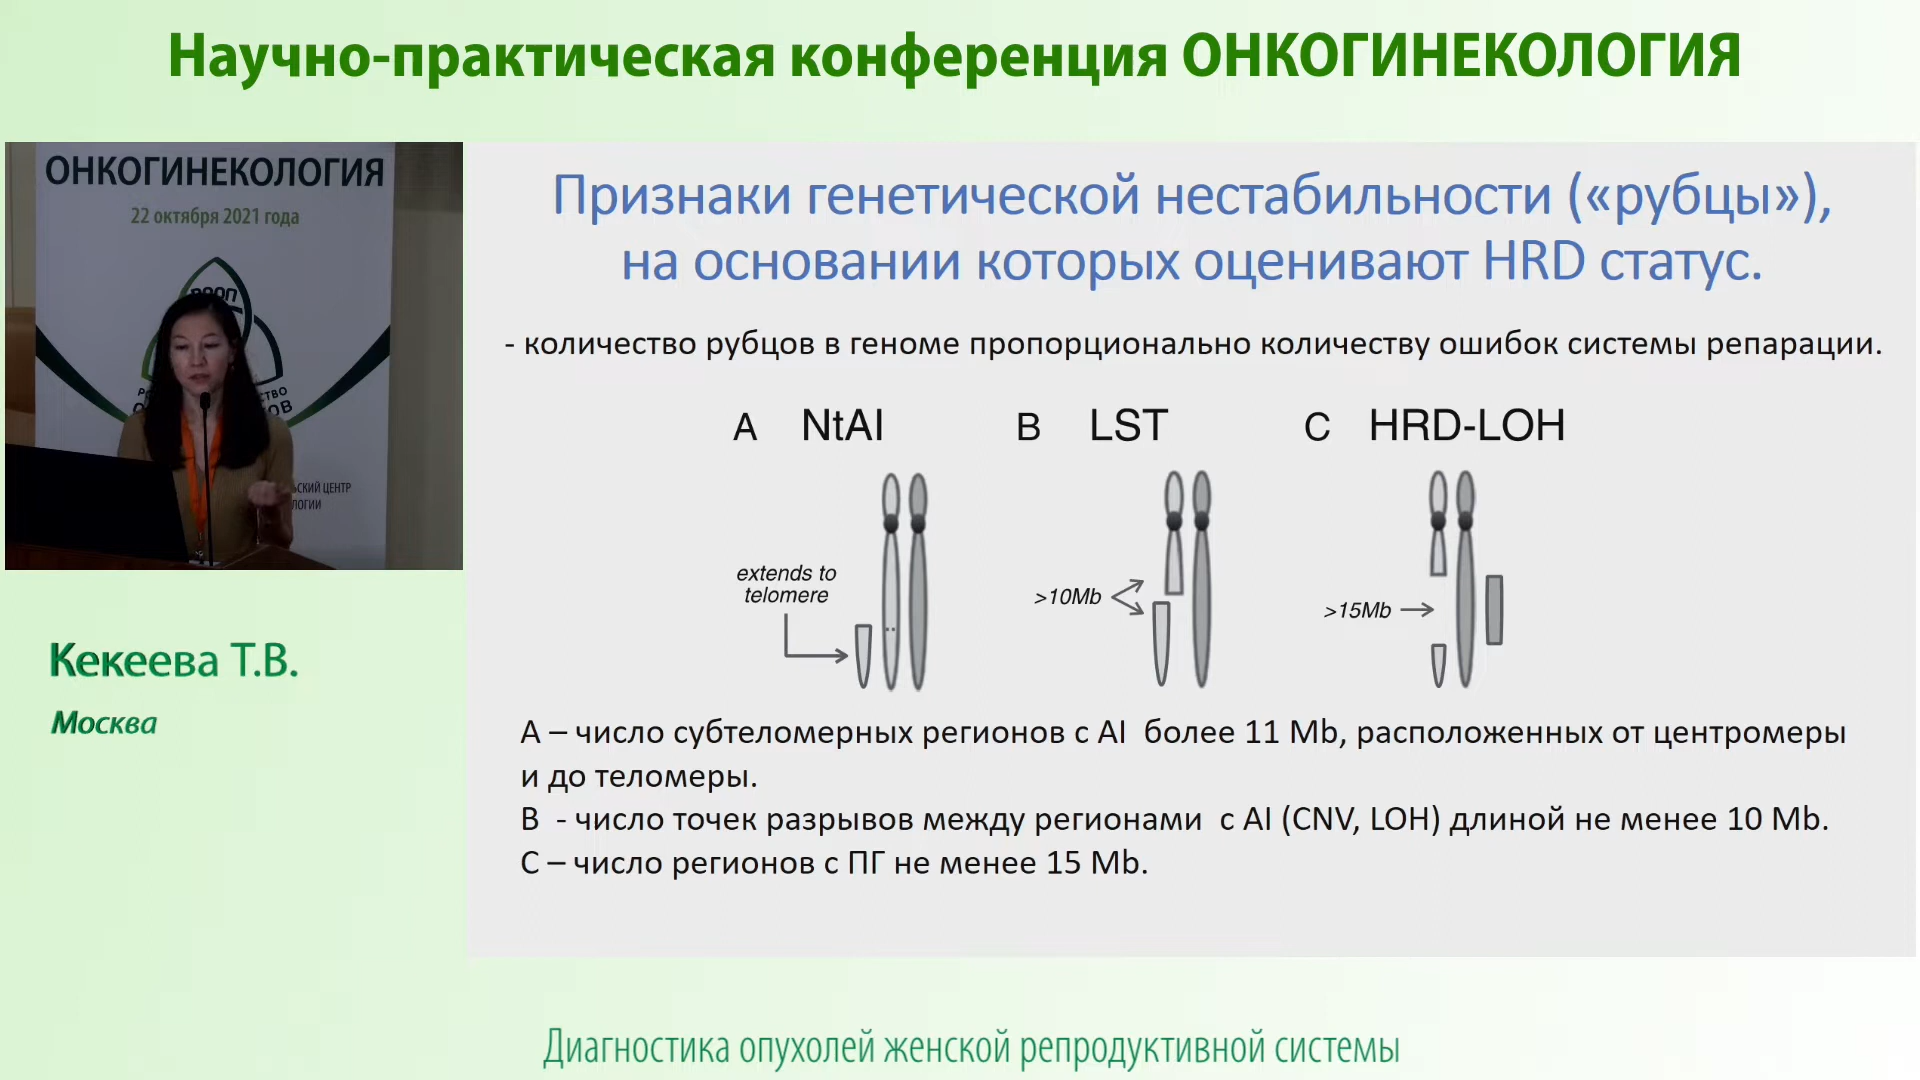 Научно-практическая конференция ОНКОГИНЕКОЛОГИЯ
ОНКОГИНЕКОЛОГИЯ
22 октября 2021 года
Признаки генетической нестабильности («рубцы»),
на основании которых оценивают HRD статус.
- количество рубцов в геноме пропорционально количеству ошибок системы репарации.
A NtAI
B LST
C HRD-LOH
extends to
telomere
>10Mb
>15Mb
А – число субтеломерных регионов с AI более 11 Mb, расположенных от центромеры
и до теломеры.
В - число точек разрывов между регионами с AI (CNV, LOH) длиной не менее 10 Mb.
С – число регионов с ПГ не менее 15 Mb.
Кекеева Т.В.
Москва
Диагностика опухолей женской репродуктивной системы